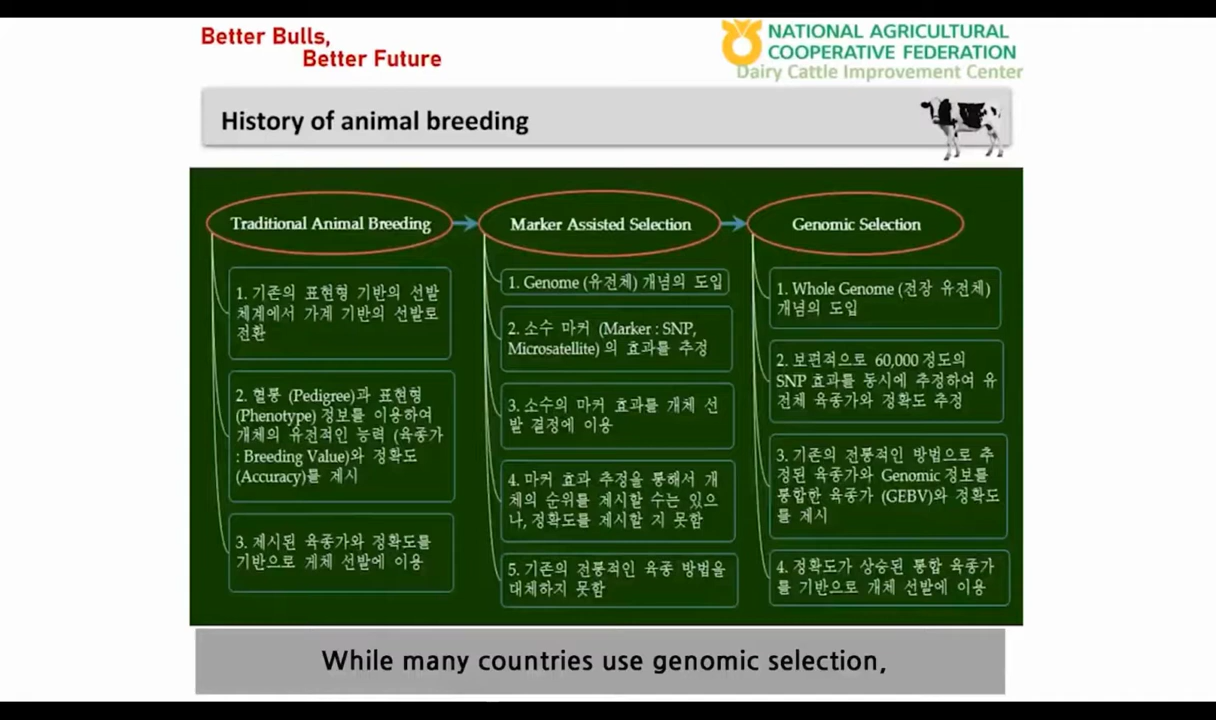 Better Bulls,
Better Future
NATIONAL AGRICULTURAL
COOPERATIVE FEDERATION
Dairy Cattle Improvement Center
History of animal breeding
Traditional Animal Breeding
1. 기존의 표현형 기반의 선발
체계에서 가계 기반의 선발로
전환
2. 혈통 (Pedigree)과 표현형
(Phenotype) 정보를 이용하여
개체의 유전적인 능력 (육종가
: Breeding Value)와 정확도
(Accuracy)를 제시
3. 제시된 육종가와 정확도를
기반으로 개체 선발에 이용
Marker Assisted Selection
1. Genome (유전체) 개념의 도입
2. 소수 마커 (Marker : SNP,
Microsatellite) 의 효과를 추정
3. 소수의 마커 효과를 개체 선
발 결정에 이용
4. 마커 효과 추정을 통해서 개
체의 순위를 제시할 수는 있으
나, 정확도를 제시할 지 못함
5. 기존의 전통적인 육종 방법을
대체하지 못함
Genomic Selection
1. Whole Genome (전장 유전체)
개념의 도입
2. 보편적으로 60,000 정도의
SNP 효과를 동시에 추정하여 유
전체 육종가와 정확도 추정
3. 기존의 전통적인 방법으로 추
정된 육종가와 Genomic 정보를
통합한 육종가 (GEBV)와 정확도
를 제시
4. 정확도가 상승된 통합 육종가
를 기반으로 개체 선발에 이용
While many countries use genomic selection,